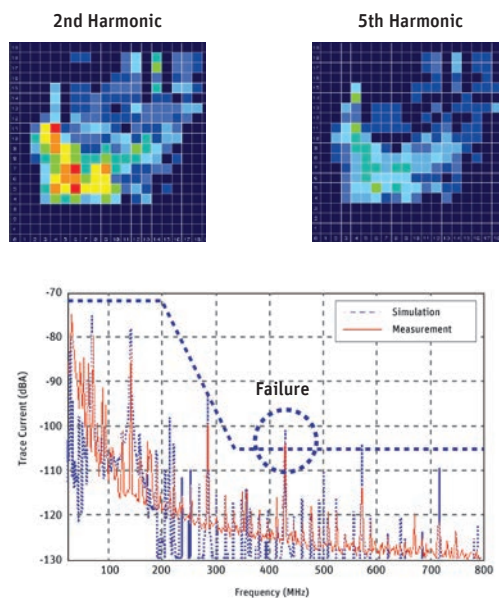 2nd Harmonic
5th Harmonic
Trace Current (dBA)
-70
-80
-90
-100
-110
-120
-130
Simulation
Measurement
Failure
100 200 300 400 500 600 700 800
Frequency (MHz)